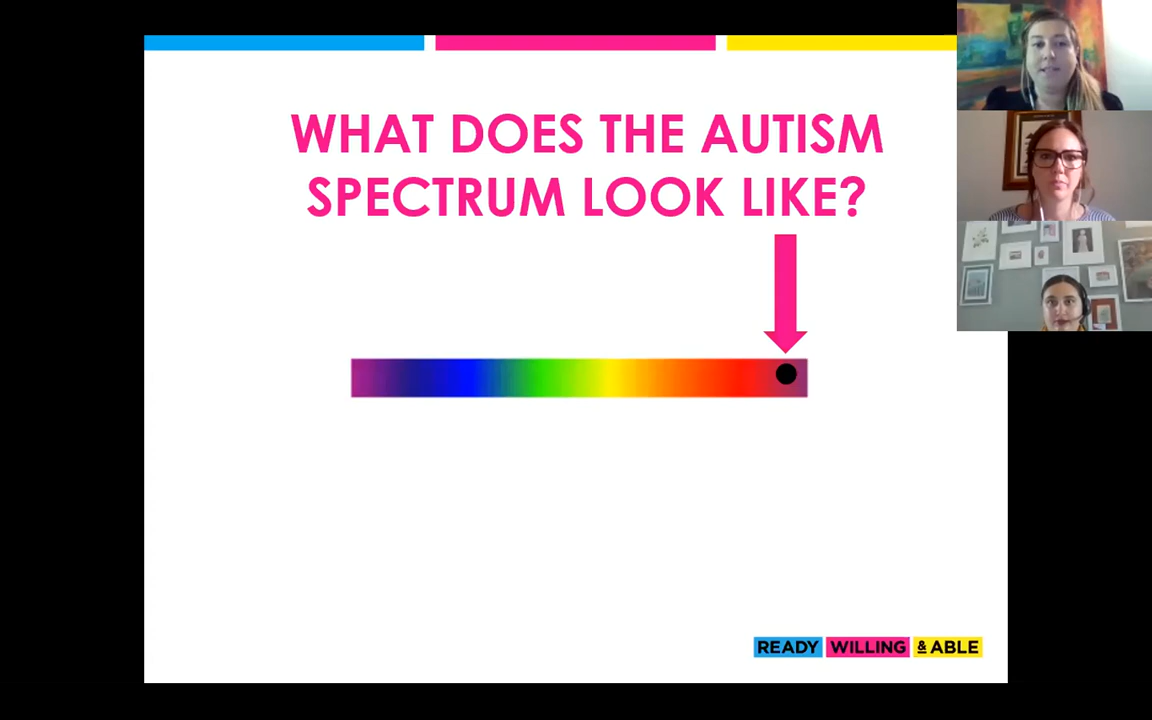 WHAT DOES THE AUTISM
SPECTRUM LOOK LIKE?
READY WILLING & ABLE